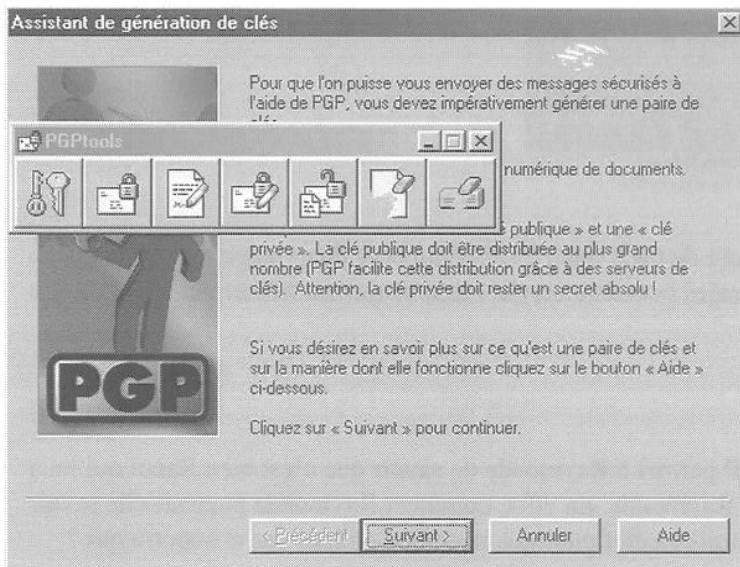 Assistant de génération de clés
Pour que l'on puisse vous envoyer des messages sécurisés à
l'aide de PGP, vous devez impérativement générer une paire de
PGPtools
numérique de documents.
publique » et une « clé
privée ». La clé publique doit être distribuée au plus grand
nombre (PGP facilite cette distribution grâce à des serveurs de
clés). Attention, la clé privée doit rester un secret absolu !
Si vous désirez en savoir plus sur ce qu'est une paire de clés et
sur la manière dont elle fonctionne cliquez sur le bouton « Aide »
ci-dessous.
PGP
Cliquez sur « Suivant » pour continuer.
< Précédent
Suivant >
Annuler
Aide